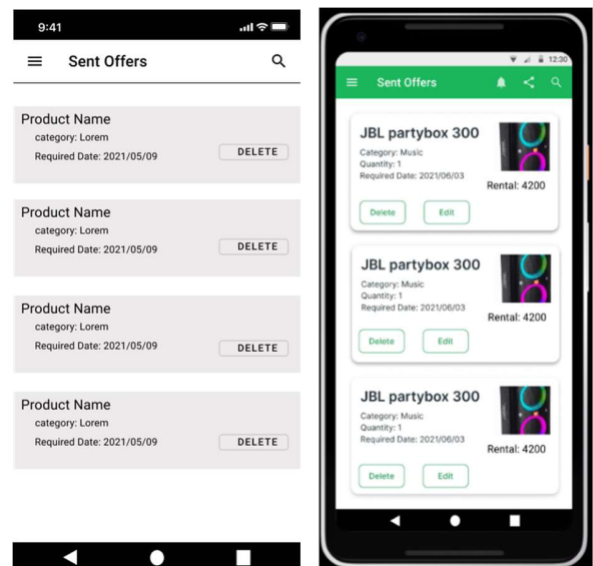 9:41
Sent Offers
Product Name
category: Lorem
Required Date: 2021/05/09
DELETE
Product Name
category: Lorem
Required Date: 2021/05/09
DELETE
Product Name
category: Lorem
Required Date: 2021/05/09
DELETE
Product Name
category: Lorem
Required Date: 2021/05/09
DELETE
12:30
Sent Offers
JBL partybox 300
Category: Music
Quantity: 1
Required Date: 2021/06/03
Rental: 4200
Delete Edit
JBL partybox 300
Category: Music
Quantity: 1
Required Date: 2021/06/03
Rental: 4200
Delete Edit
JBL partybox 300
Category: Music
Quantity: 1
Required Date: 2021/06/03
Rental: 4200
Delete Edit